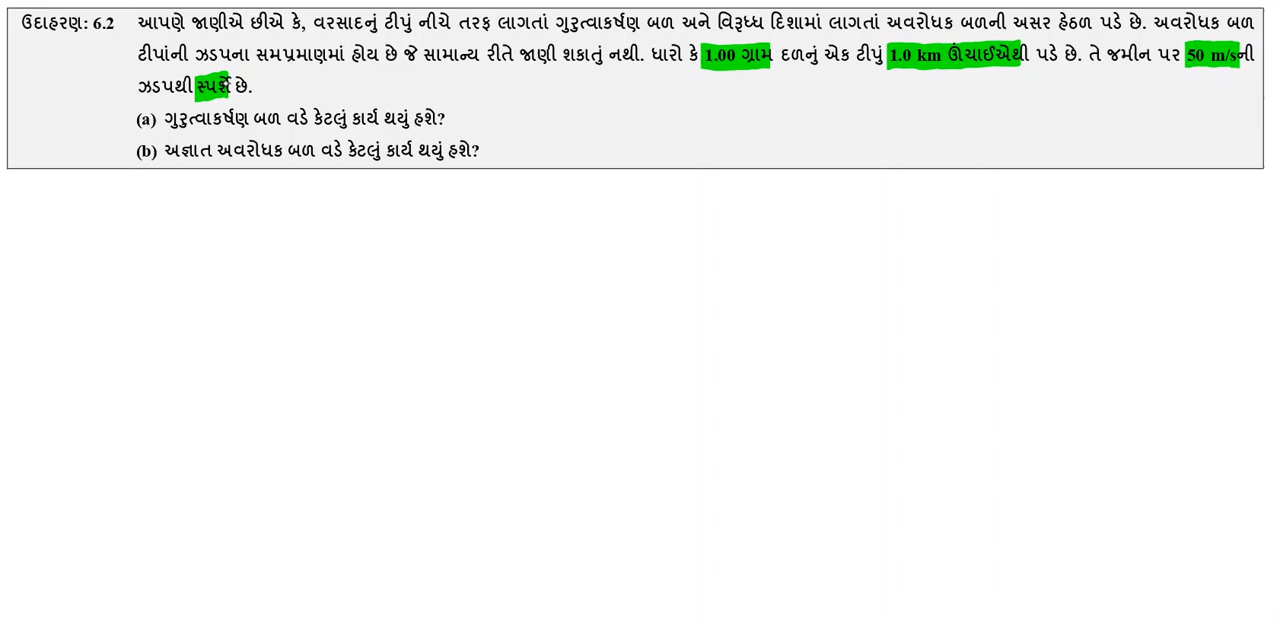 ઉદાહરણ: 6.2 આપણે જાણીએ છીએ કે, વરસાદનું ટીપું નીચે તરફ લાગતાં ગુરુત્વાકર્ષણ બળ અને વિરૂધ્ધ દિશામાં લાગતાં અવરોધક બળની અસર હેઠળ પડે છે. અવરોધક બળ
ટીપાંની ઝડપના સમપ્રમાણમાં હોય છે જે સામાન્ય રીતે જાણી શકાતું નથી. ધારો કે 1.00 ગ્રામ દળનું એક ટીપું 1.0 km ઊંચાઈએથી પડે છે. તે જમીન પર 50 m/sની
ઝડપથી સ્પર્શે છે.
(a) ગુરુત્વાકર્ષણ બળ વડે કેટલું કાર્ય થયું હશે?
(b) અજ્ઞાત અવરોધક બળ વડે કેટલું કાર્ય થયું હશે?